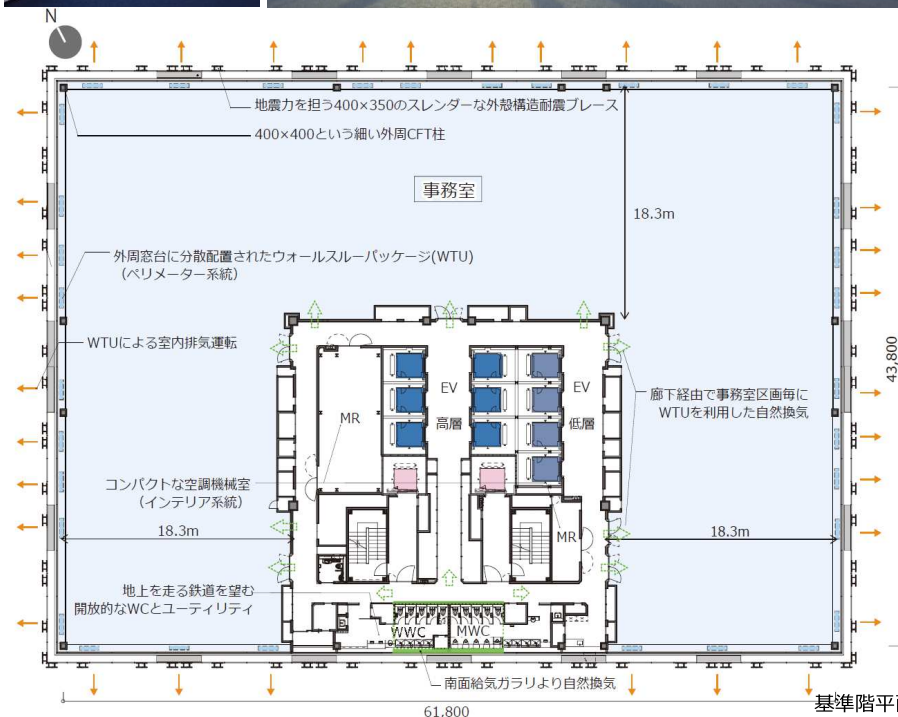 N
地震力を担う400×350のスレンダーな外殻構造耐震ブレース
400×400という細い外周CFT柱
事務室
18.3m
外周窓台に分散配置されたウォールスルーパッケージ(WTU)
(ペリメーター系統)
WTUによる室内排気運転
43,800
EV
高層
EV
低層
MR
廊下経由で事務室区画毎に
WTUを利用した自然換気
コンパクトな空調機械室
(インテリア系統)
18.3m
MR
18.3m
地上を走る鉄道を望む
開放的なWCとユーティリティ
WWC
MWC
南面給気ガラリより自然換気
61,800
基準階平